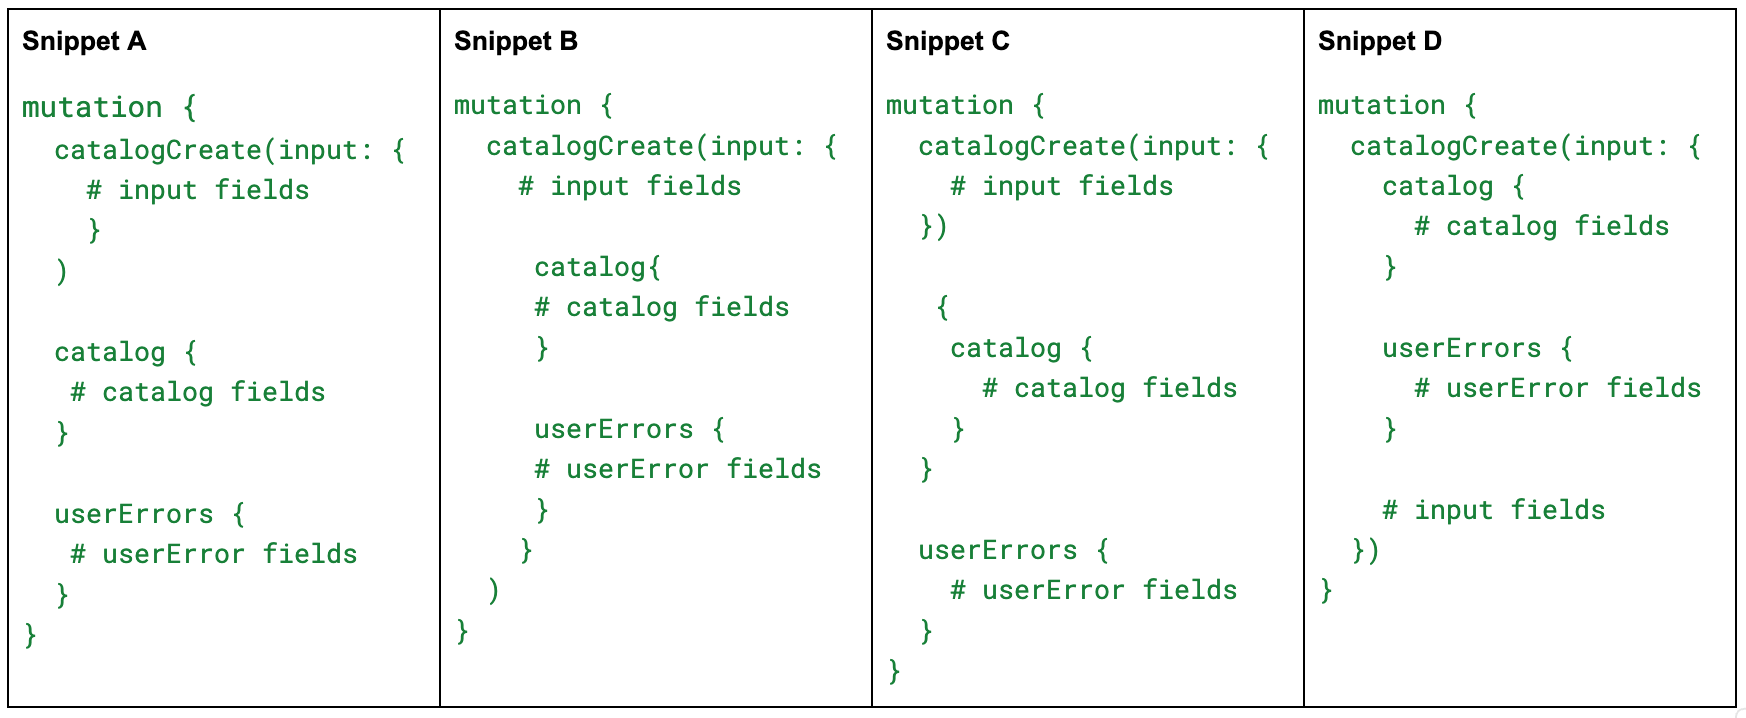 Snippet A
mutation {
  catalogCreate(input: {
    # input fields
    }
  )
  catalog {
   # catalog fields
  }
  userErrors {
   # userError fields
  }
}
Snippet B
mutation {
  catalogCreate(input: {
    # input fields
     catalog{
     # catalog fields
     }
     userErrors {
     # userError fields
     }
    }
  )
}
Snippet C
mutation {
  catalogCreate(input: {
    # input fields
  })
   {
    catalog {
      # catalog fields
    }
  }
  userErrors {
    # userError fields
  }
}
Snippet D
mutation {
  catalogCreate(input: {
    catalog {
      # catalog fields
    }
    userErrors {
      # userError fields
    }
    # input fields
  })
}